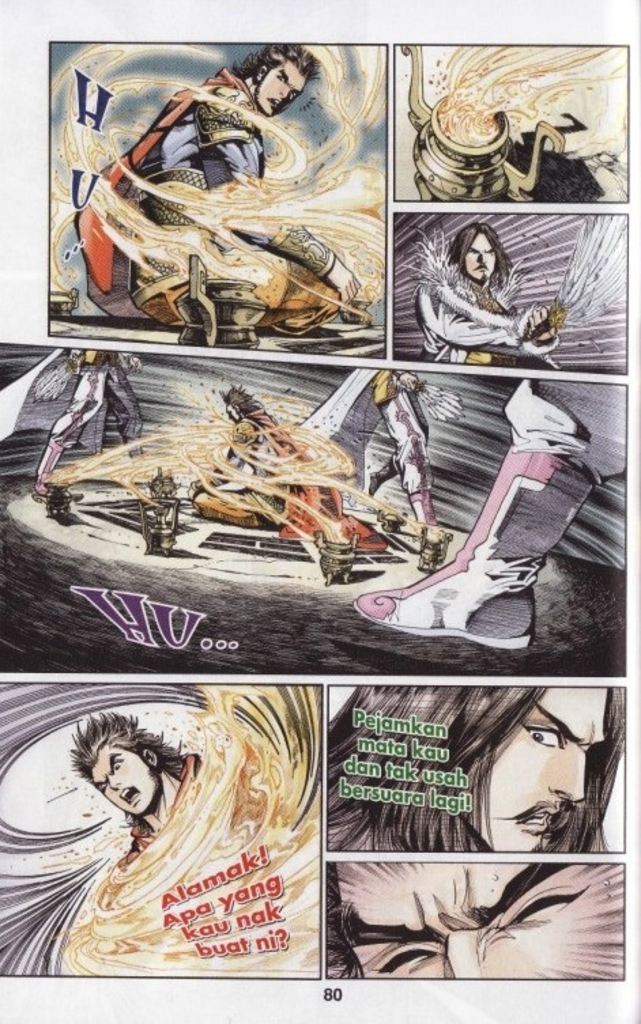 HU...
HU...
Alamak!
Apa yang
kau nak
buat ni?
Pejamkan
mata kau
dan tak usah
bersuara lagi!
80